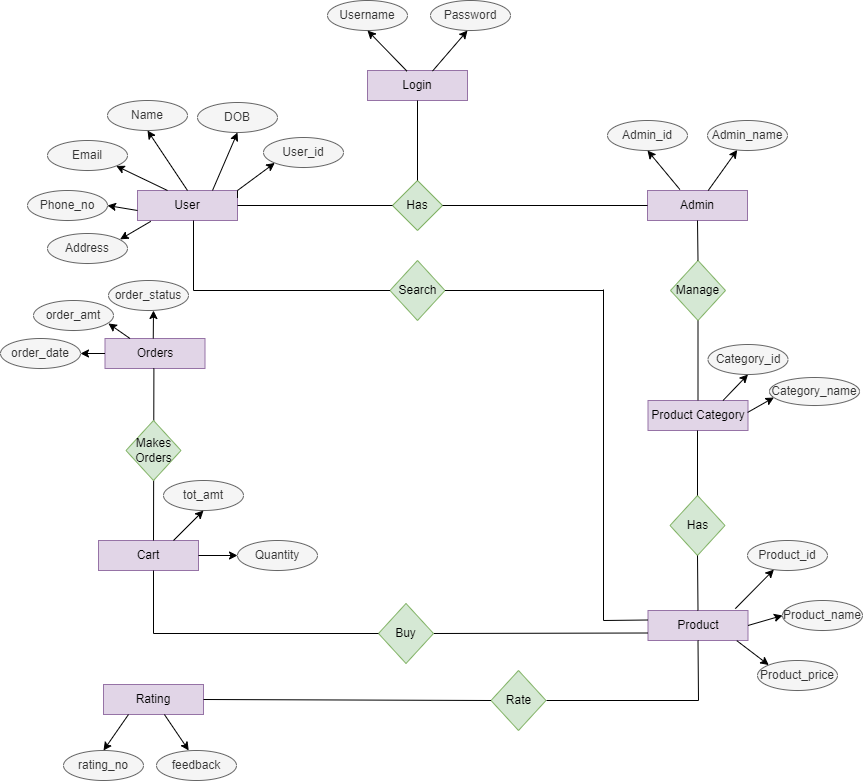 Username
Password
Login
Name
DOB
Email
User_id
Admin_id
Admin_name
Phone_no
User
Has
Admin
Address
Search
Manage
order_status
order_amt
order_date
Orders
Category_id
Category_name
Product Category
Makes
Orders
tot_amt
Has
Cart
Quantity
Product_id
Product_name
Product
Buy
Product_price
Rating
Rate
rating_no
feedback